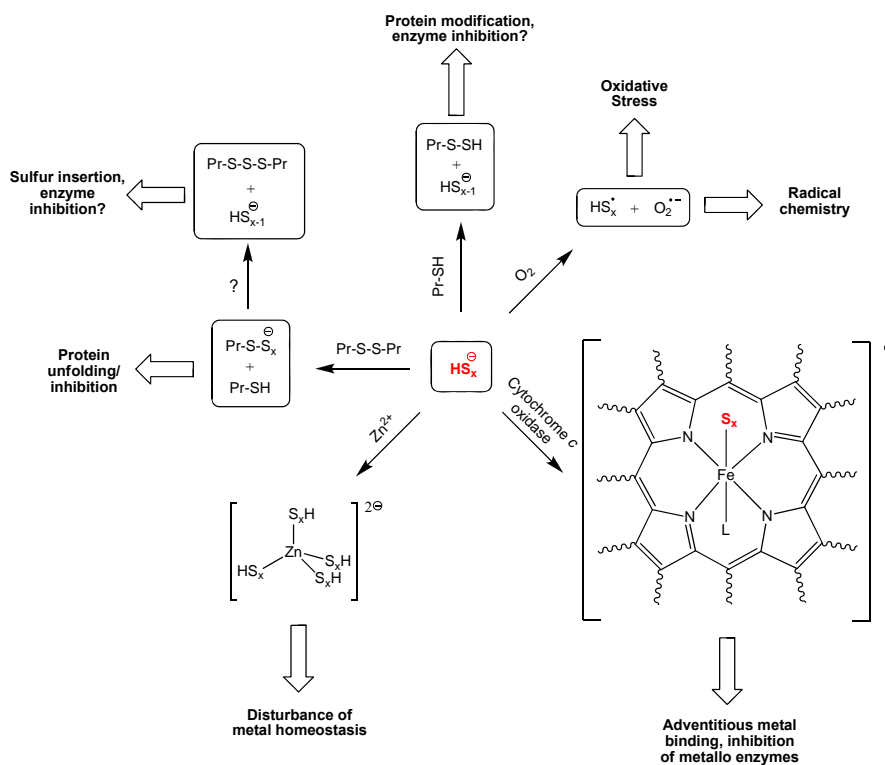 Protein modification,
enzyme inhibition?
Oxidative
Stress
Pr-S-SH
+
HSₓ₋₁⊖
Pr-S-S-S-Pr
+
HSₓ₋₁⊖
Sulfur insertion,
enzyme
inhibition?
HSₓ• + O₂•−
Radical
chemistry
Pr-SH
O₂
?
Protein
unfolding/
inhibition
Pr-S-Sₓ⊖
+
Pr-SH
Pr-S-S-Pr
HSₓ⊖
Zn²⁺
Cytochrome c
oxidase
Sₓ
N N
Fe
N N
L
2⊖
SₓH
Zn
HSₓ
SₓH
SₓH
Disturbance of
metal homeostasis
Adventitious metal
binding, inhibition
of metallo enzymes